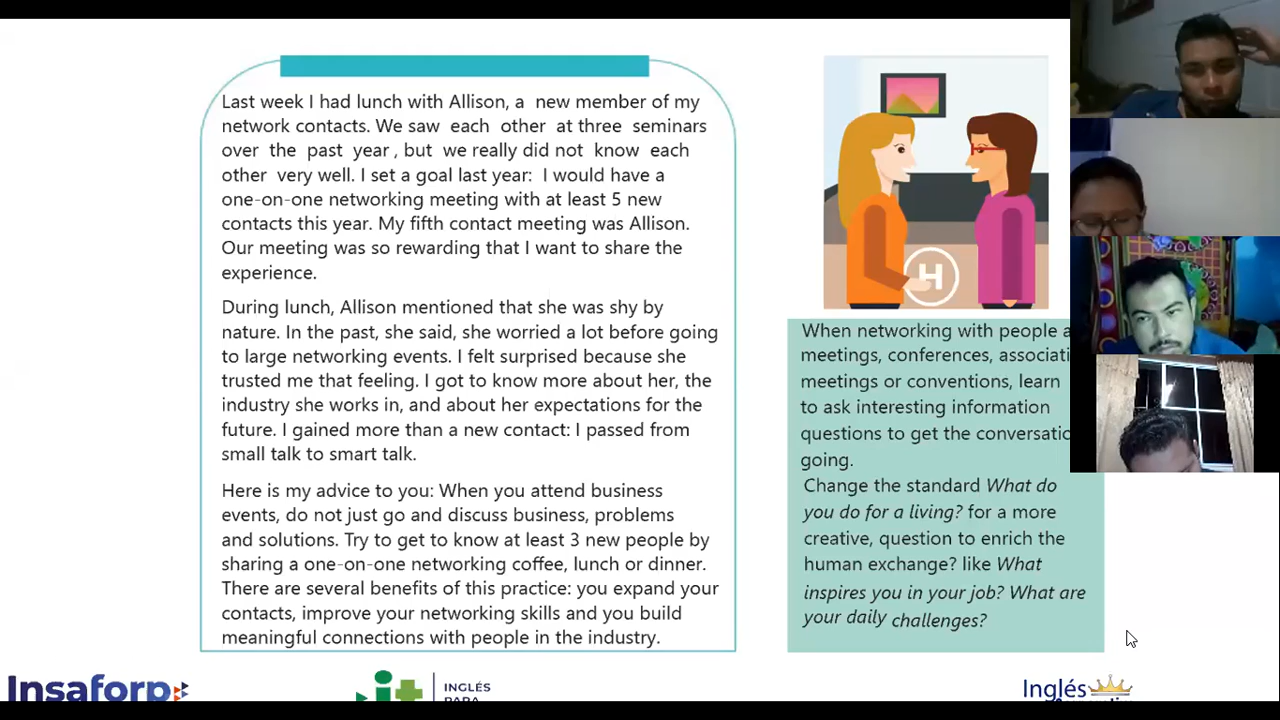 Last week I had lunch with Allison, a new member of my
network contacts. We saw each other at three seminars
over the past year, but we really did not know each
other very well. I set a goal last year: I would have a
one-on-one networking meeting with at least 5 new
contacts this year. My fifth contact meeting was Allison.
Our meeting was so rewarding that I want to share the
experience.
During lunch, Allison mentioned that she was shy by
nature. In the past, she said, she worried a lot before going
to large networking events. I felt surprised because she
trusted me that feeling. I got to know more about her, the
industry she works in, and about her expectations for the
future. I gained more than a new contact: I passed from
small talk to smart talk.
Here is my advice to you: When you attend business
events, do not just go and discuss business, problems
and solutions. Try to get to know at least 3 new people by
sharing a one-on-one networking coffee, lunch or dinner.
There are several benefits of this practice: you expand your
contacts, improve your networking skills and you build
meaningful connections with people in the industry.
H
When networking with people
meetings, conferences,
meetings or conventions, learn
to ask interesting information
questions to get the
going.
Change the standard What do
you do for a living? for a more
creative, question to enrich the
human exchange? like What
inspires you in your job? What are
your daily challenges?
Insaforp
INGLÉS
PARA
Inglés